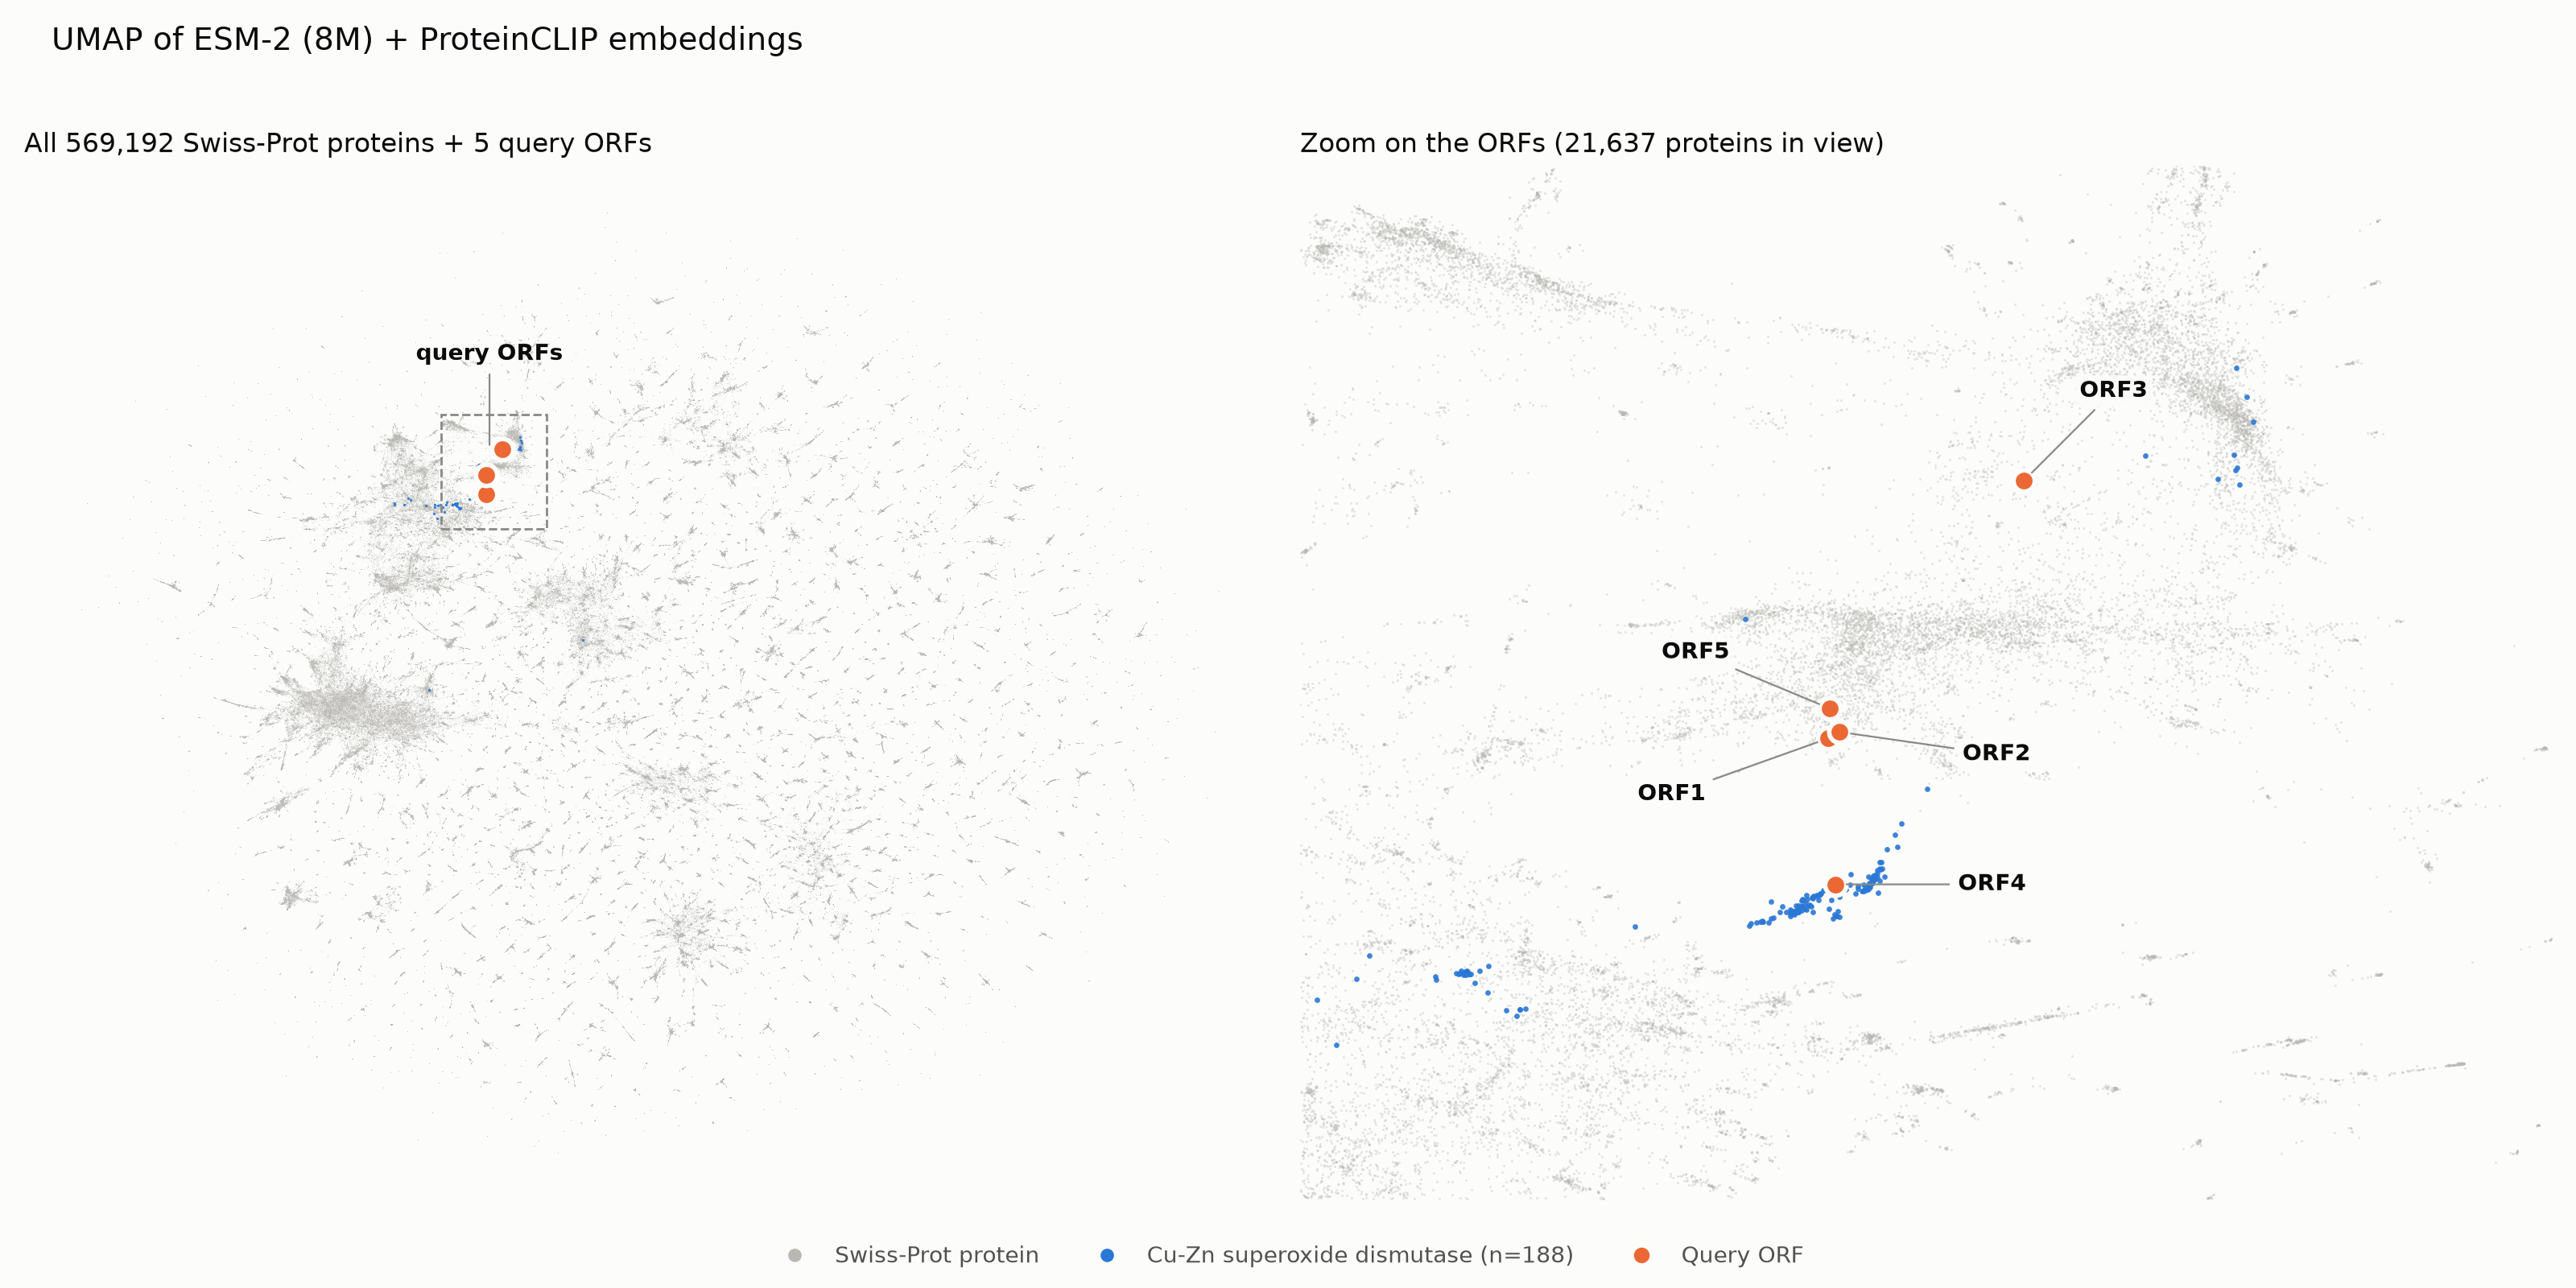 UMAP of ESM-2 (8M) + ProteinCLIP embeddings
All 569,192 Swiss-Prot proteins + 5 query ORFs
Zoom on the ORFs (21,637 proteins in view)
query ORFs
ORF3
ORF5
ORF2
ORF1
ORF4
Swiss-Prot protein
Cu-Zn superoxide dismutase (n=188)
Query ORF